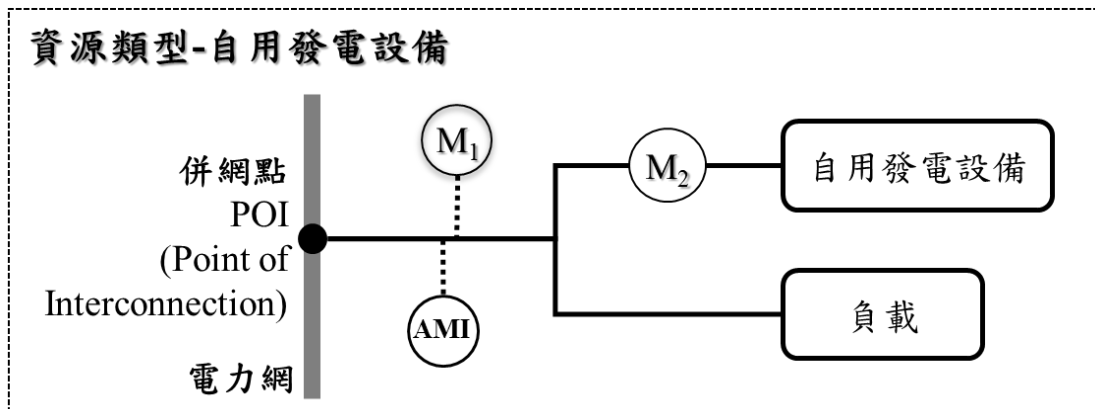 資源類型-自用發電設備
併網點
POI
(Point of
Interconnection)
電力網
M₁
AMI
M₂
自用發電設備
負載